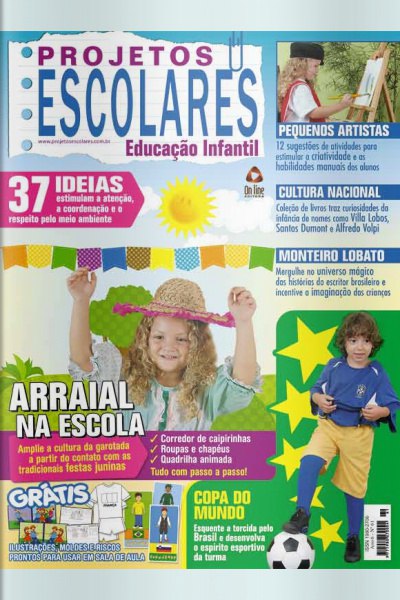 PROJETOS
ESCOLARES
www.projetosescolares.com.br
Educação Infantil
On line
EDITORA
37 IDEIAS
estimulam a atenção,
a coordenação e o
respeito pelo meio ambiente
PEQUENOS ARTISTAS
12 sugestões de atividades para
estimular a criatividade e as
habilidades manuais dos alunos
CULTURA NACIONAL
Coleção de livros traz curiosidades da
infância de nomes como Villa Lobos,
Santos Dumont e Alfredo Volpi
MONTEIRO LOBATO
Mergulhe no universo mágico
das histórias do escritor brasileiro e
incentive a imaginação das crianças
ARRAIAL
NA ESCOLA
Amplie a cultura da garotada
a partir do contato com as
tradicionais festas juninas
✓ Corredor de caipirinhas
✓ Roupas e chapéus
✓ Quadrilha animada
Tudo com passo a passo!
GRÁTIS
ILUSTRAÇÕES, MOLDES E RISCOS
PRONTOS PARA USAR EM SALA DE AULA
COPA DO
MUNDO
Esquente a torcida pelo
Brasil e desenvolva
o espírito esportivo
da turma